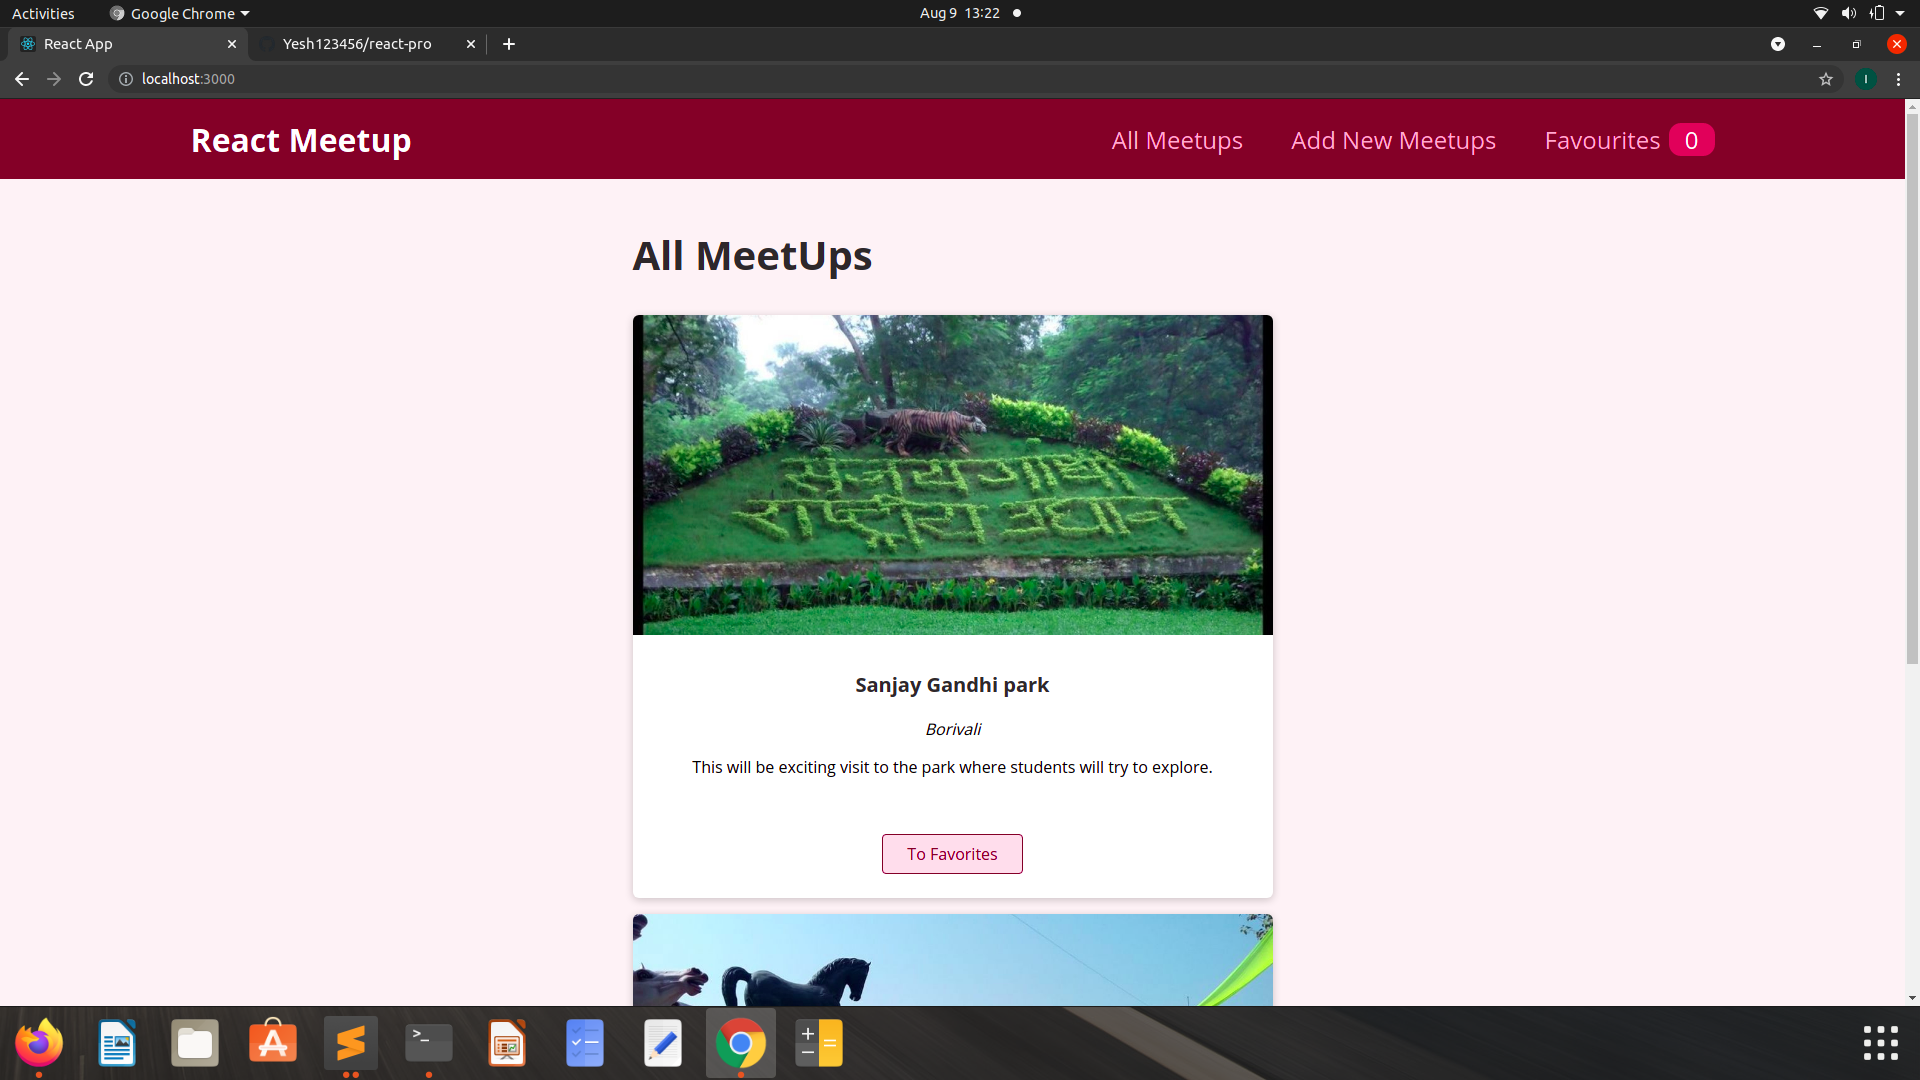 Activities
Google Chrome
Aug 9 13:22
React App
Yesh123456/react-pro
localhost:3000
I
React Meetup
All Meetups
Add New Meetups
Favourites 0
All MeetUps
संजय गांधी
राष्ट्रीय उद्यान
Sanjay Gandhi park
Borivali
This will be exciting visit to the park where students will try to explore.
To Favorites